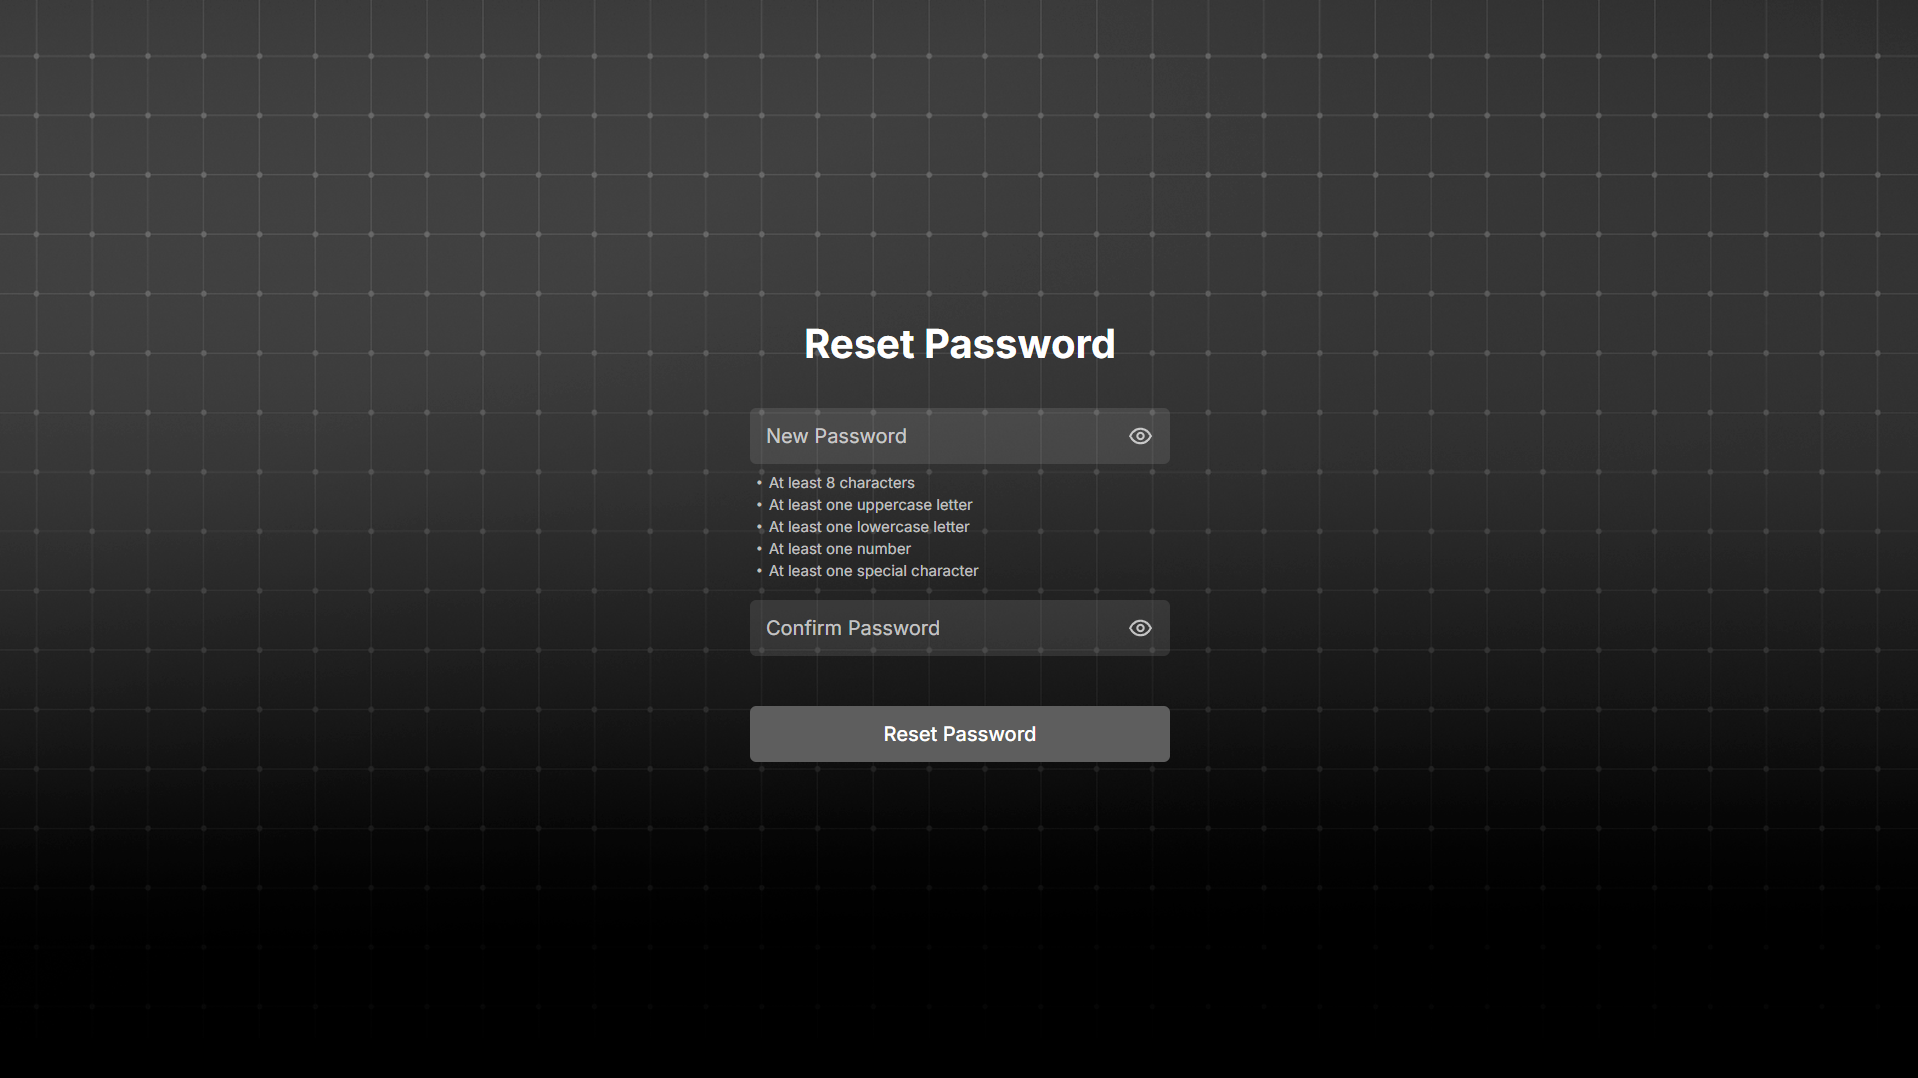 Reset Password
New Password
• At least 8 characters
• At least one uppercase letter
• At least one lowercase letter
• At least one number
• At least one special character
Confirm Password
Reset Password